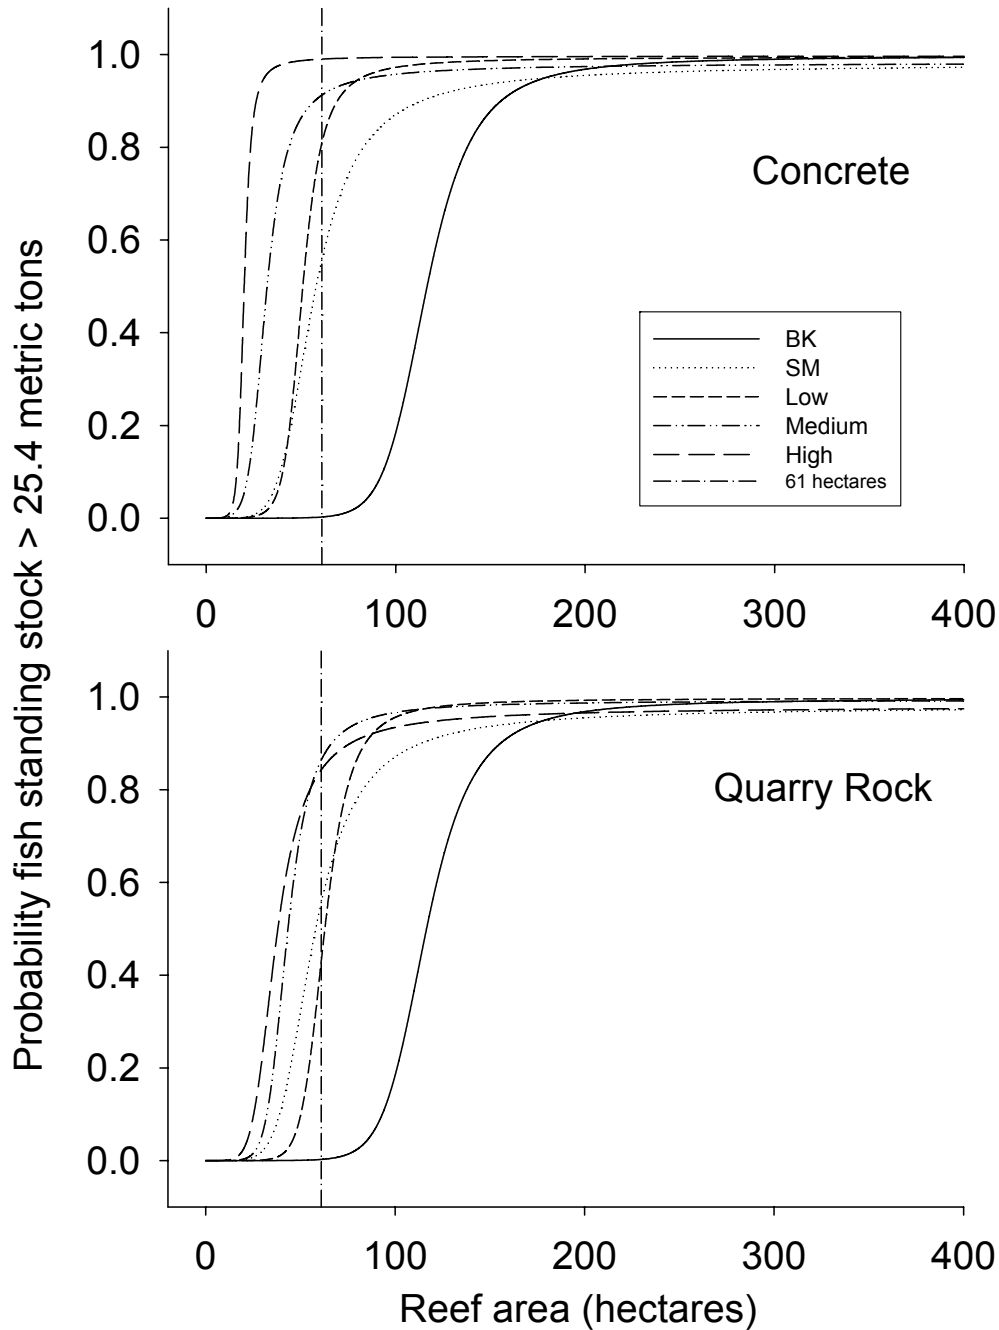 Probability fish standing stock > 25.4 metric tons
1.0
0.8
0.6
0.4
0.2
0.0
Concrete
BK
SM
Low
Medium
High
61 hectares
0 100 200 300 400
1.0
0.8
0.6
0.4
0.2
0.0
Quarry Rock
0 100 200 300 400
Reef area (hectares)